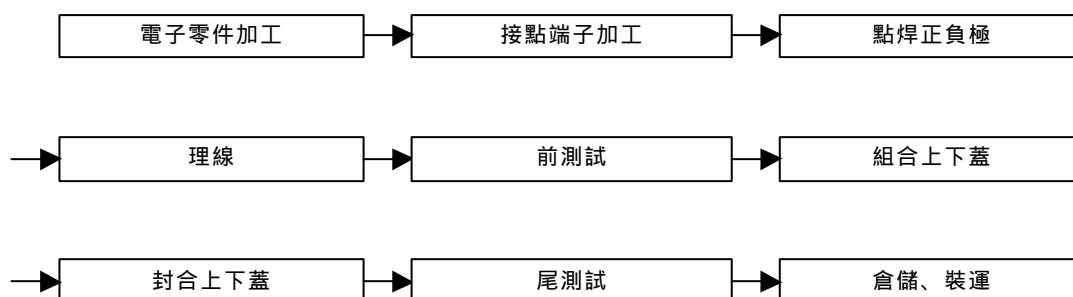 電子零件加工
接點端子加工
點焊正負極
理線
前測試
組合上下蓋
封合上下蓋
尾測試
倉儲、裝運